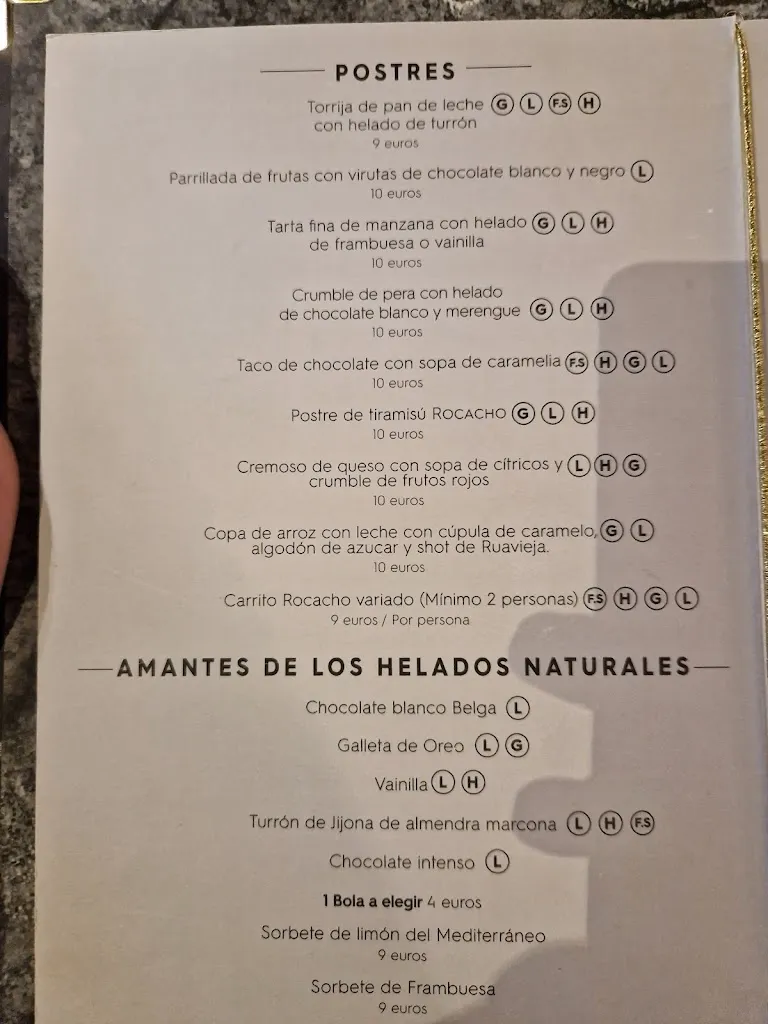 POSTRES
Torrija de pan de leche G L F.S H
con helado de turrón
9 euros
Parrillada de frutas con virutas de chocolate blanco y negro L
10 euros
Tarta fina de manzana con helado G L H
de frambuesa o vainilla
10 euros
Crumble de pera con helado
de chocolate blanco y merengue G L H
10 euros
Taco de chocolate con sopa de caramelia F.S H G L
10 euros
Postre de tiramisú ROCACHO G L H
10 euros
Cremoso de queso con sopa de cítricos y L H G
crumble de frutos rojos
10 euros
Copa de arroz con leche con cúpula de caramelo, G L
algodón de azucar y shot de Ruavieja.
10 euros
Carrito Rocacho variado (Mínimo 2 personas) F.S H G L
9 euros / Por persona
AMANTES DE LOS HELADOS NATURALES
Chocolate blanco Belga L
Galleta de Oreo L G
Vainilla L H
Turrón de Jijona de almendra marcona L H F.S
Chocolate intenso L
1 Bola a elegir 4 euros
Sorbete de limón del Mediterráneo
9 euros
Sorbete de Frambuesa
9 euros